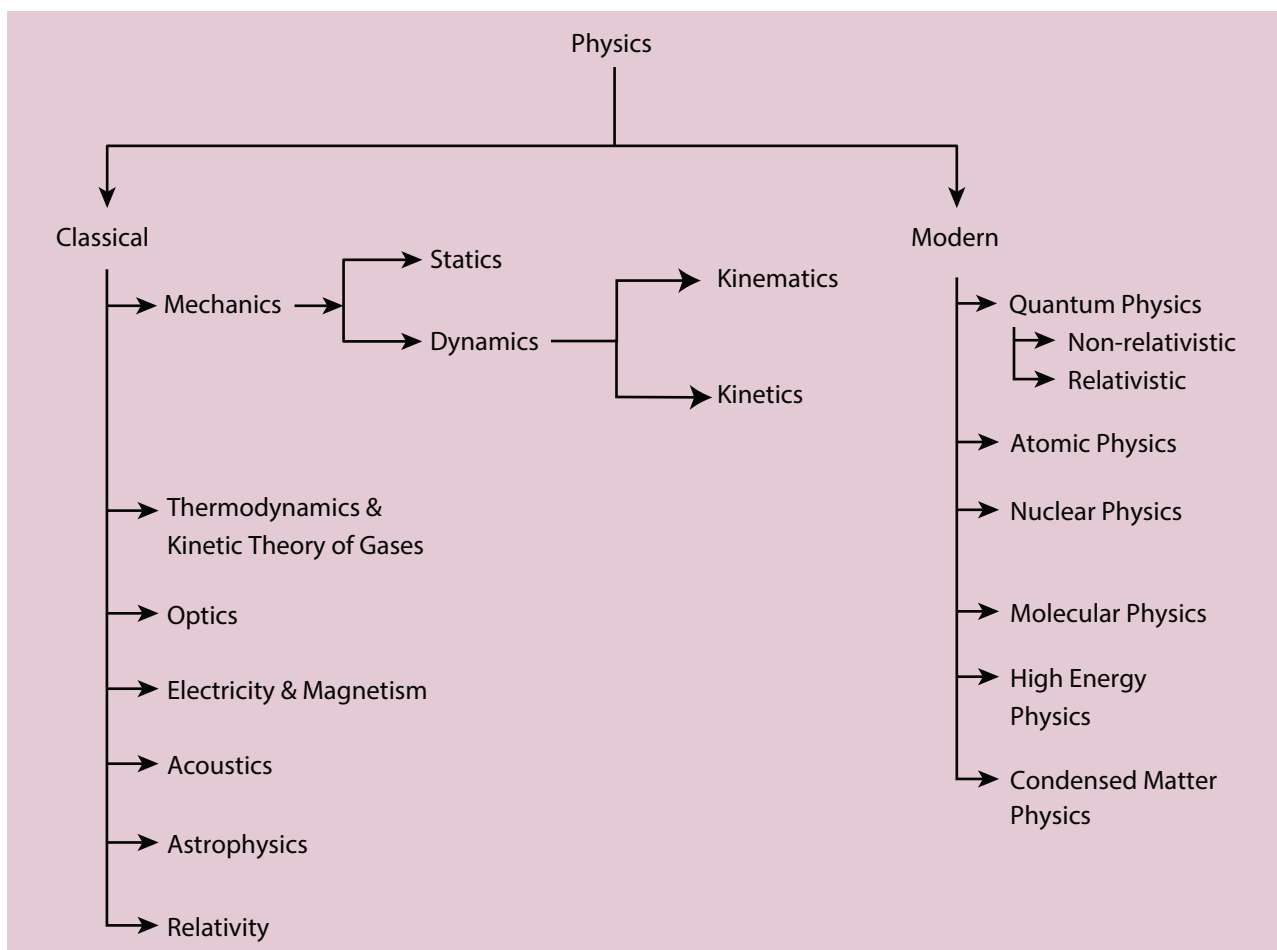 Physics
Classical
Mechanics
Statics
Dynamics
Kinematics
Kinetics
Thermodynamics &
Kinetic Theory of Gases
Optics
Electricity & Magnetism
Acoustics
Astrophysics
Relativity
Modern
Quantum Physics
Non-relativistic
Relativistic
Atomic Physics
Nuclear Physics
Molecular Physics
High Energy
Physics
Condensed Matter
Physics